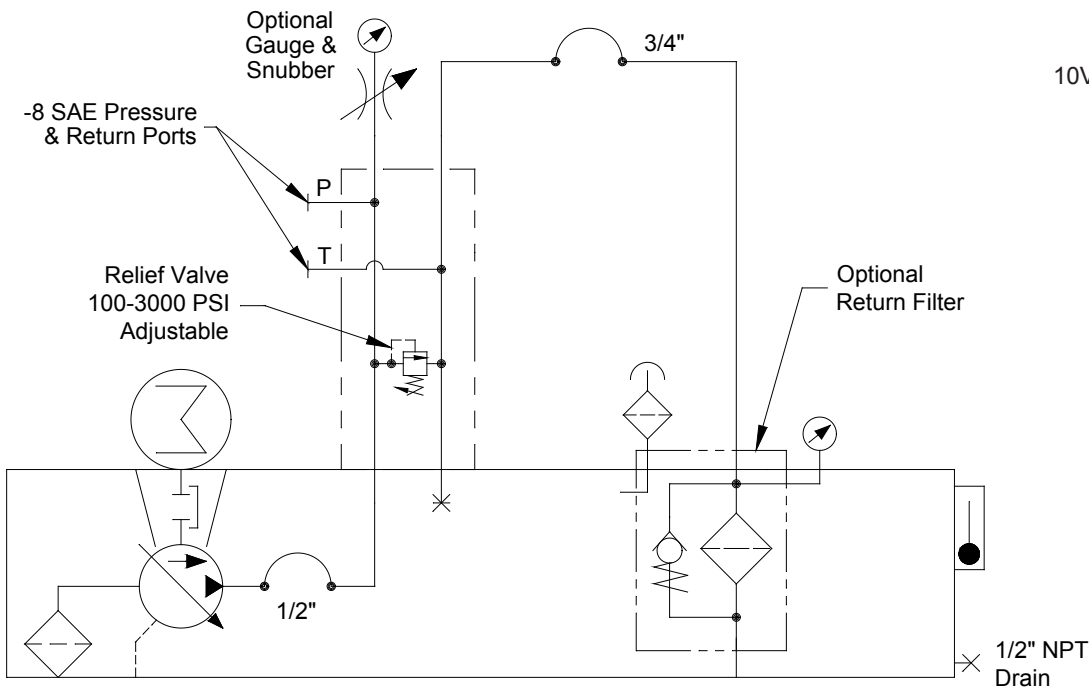 Optional
Gauge &
Snubber
3/4"
10V
-8 SAE Pressure
& Return Ports
P
T
Relief Valve
100-3000 PSI
Adjustable
Optional
Return Filter
M
1/2"
1/2" NPT
Drain